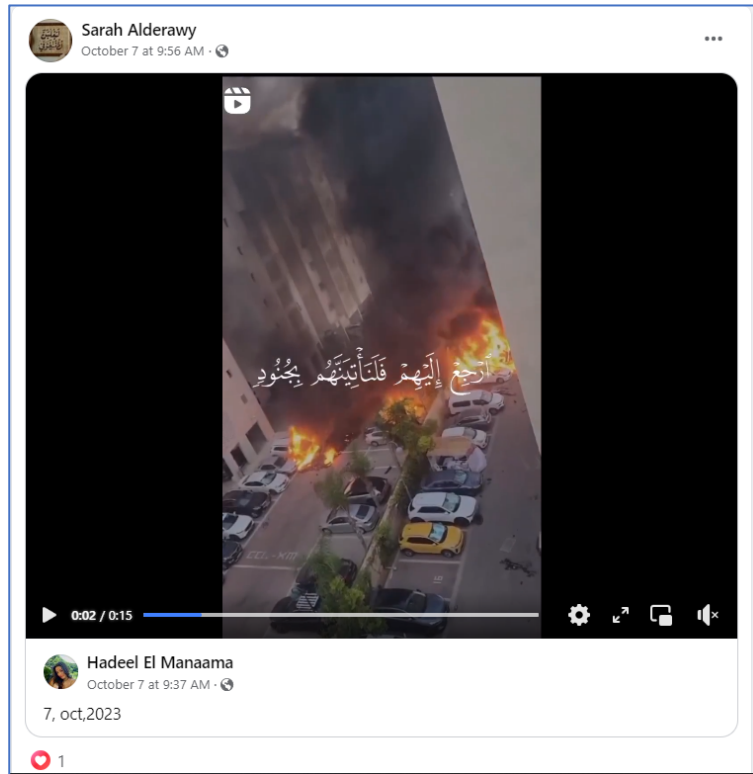 Sarah Alderawy
October 7 at 9:56 AM ·
ٱرْجِعْ إِلَيْهِمْ فَلَنَأْتِيَنَّهُم بِجُنُودٍ
0:02 / 0:15
Hadeel El Manaama
October 7 at 9:37 AM ·
7, oct,2023
1